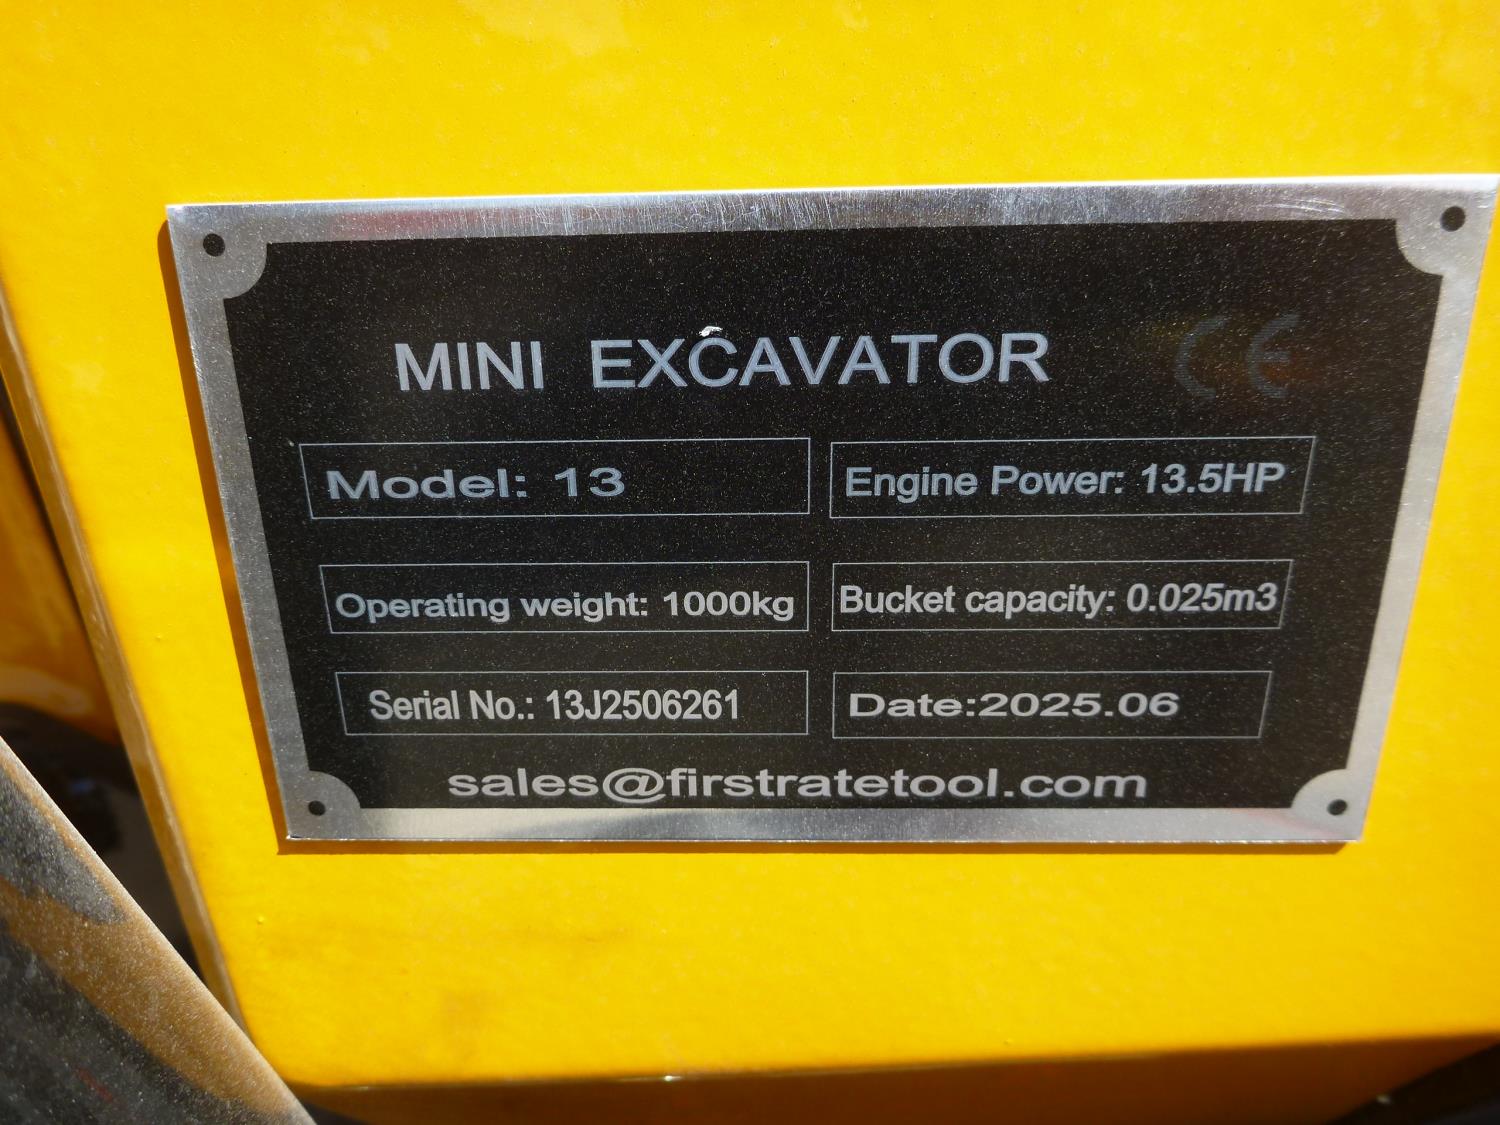 MINI EXCAVATOR CE
Model: 13
Engine Power: 13.5HP
Operating weight: 1000kg
Bucket capacity: 0.025m3
Serial No.: 13J2506261
Date:2025.06
sales@firstratetool.com